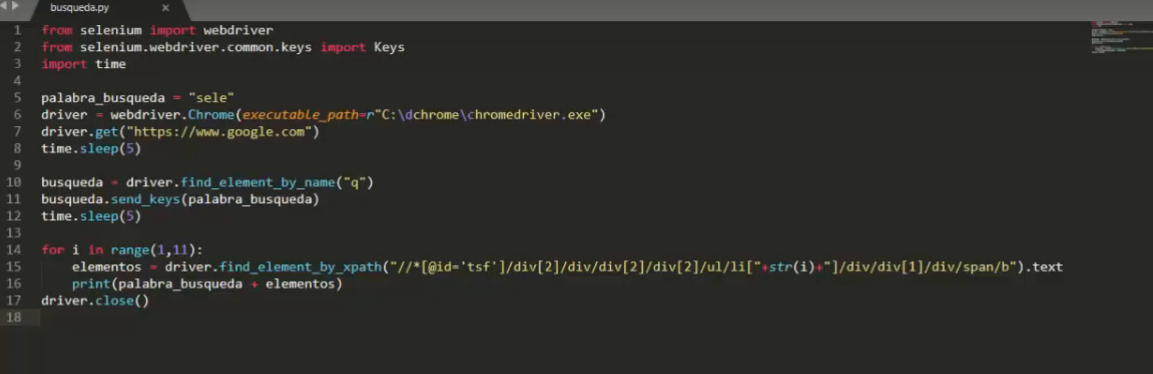 busqueda.py x
1 from selenium import webdriver
2 from selenium.webdriver.common.keys import Keys
3 import time
4
5 palabra_busqueda = "sele"
6 driver = webdriver.Chrome(executable_path=r"C:\dchrome\chromedriver.exe")
7 driver.get("https://www.google.com")
8 time.sleep(5)
9
10 busqueda = driver.find_element_by_name("q")
11 busqueda.send_keys(palabra_busqueda)
12 time.sleep(5)
13
14 for i in range(1,11):
15     elementos = driver.find_element_by_xpath("//*[@id='tsf']/div[2]/div/div[2]/div[2]/ul/li["+str(i)+"]/div/div[1]/div/span/b").text
16     print(palabra_busqueda + elementos)
17 driver.close()
18